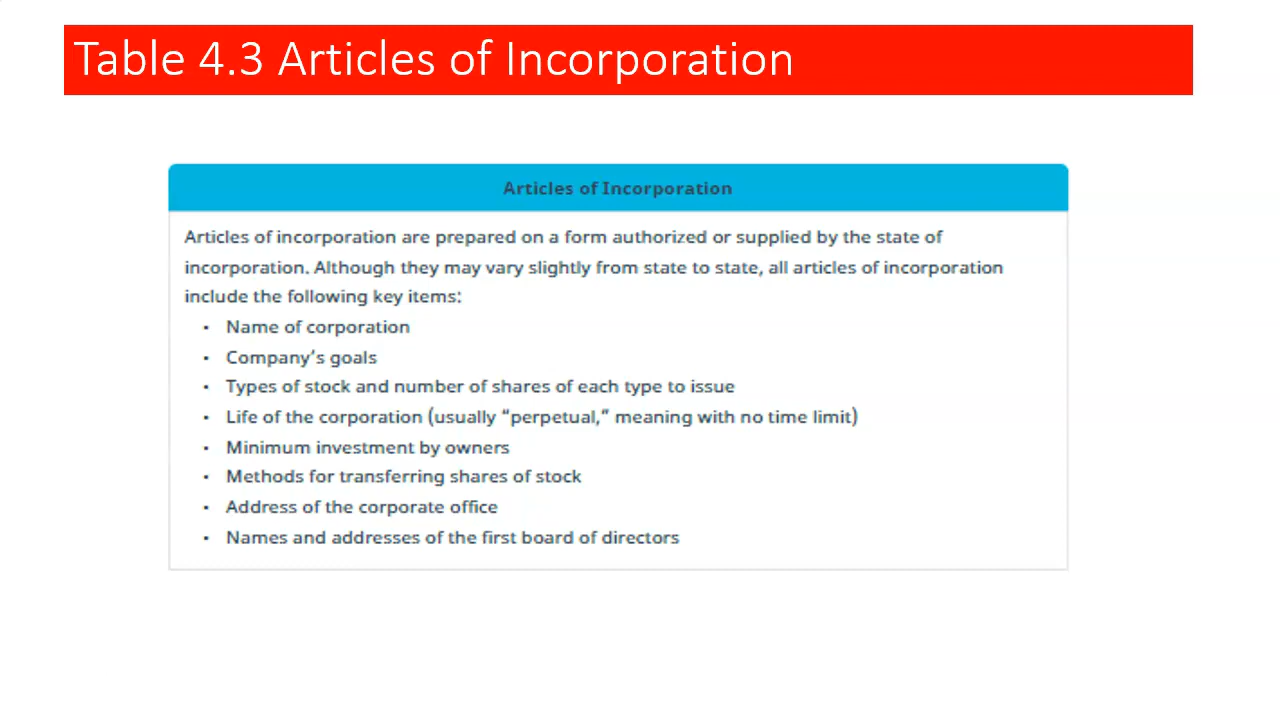 Table 4.3 Articles of Incorporation
Articles of Incorporation
Articles of incorporation are prepared on a form authorized or supplied by the state of
incorporation. Although they may vary slightly from state to state, all articles of incorporation
include the following key items:
• Name of corporation
• Company’s goals
• Types of stock and number of shares of each type to issue
• Life of the corporation (usually “perpetual,” meaning with no time limit)
• Minimum investment by owners
• Methods for transferring shares of stock
• Address of the corporate office
• Names and addresses of the first board of directors